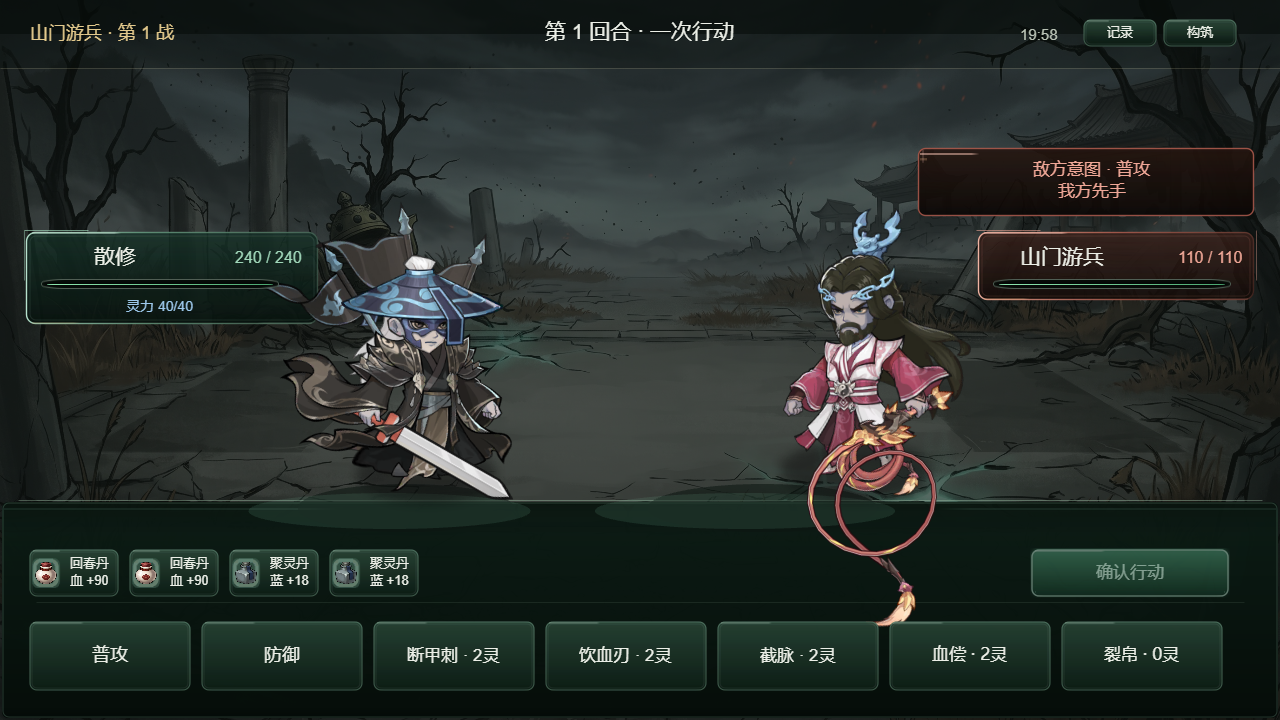 山门游兵 · 第 1 战
第 1 回合 · 一次行动
19:58
记录
构筑
敌方意图 · 普攻
我方先手
散修
240 / 240
灵力 40/40
山门游兵
110 / 110
回春丹
血 +90
回春丹
血 +90
聚灵丹
蓝 +18
聚灵丹
蓝 +18
确认行动
普攻
防御
断甲刺 · 2灵
饮血刃 · 2灵
截脉 · 2灵
血偿 · 2灵
裂帛 · 0灵